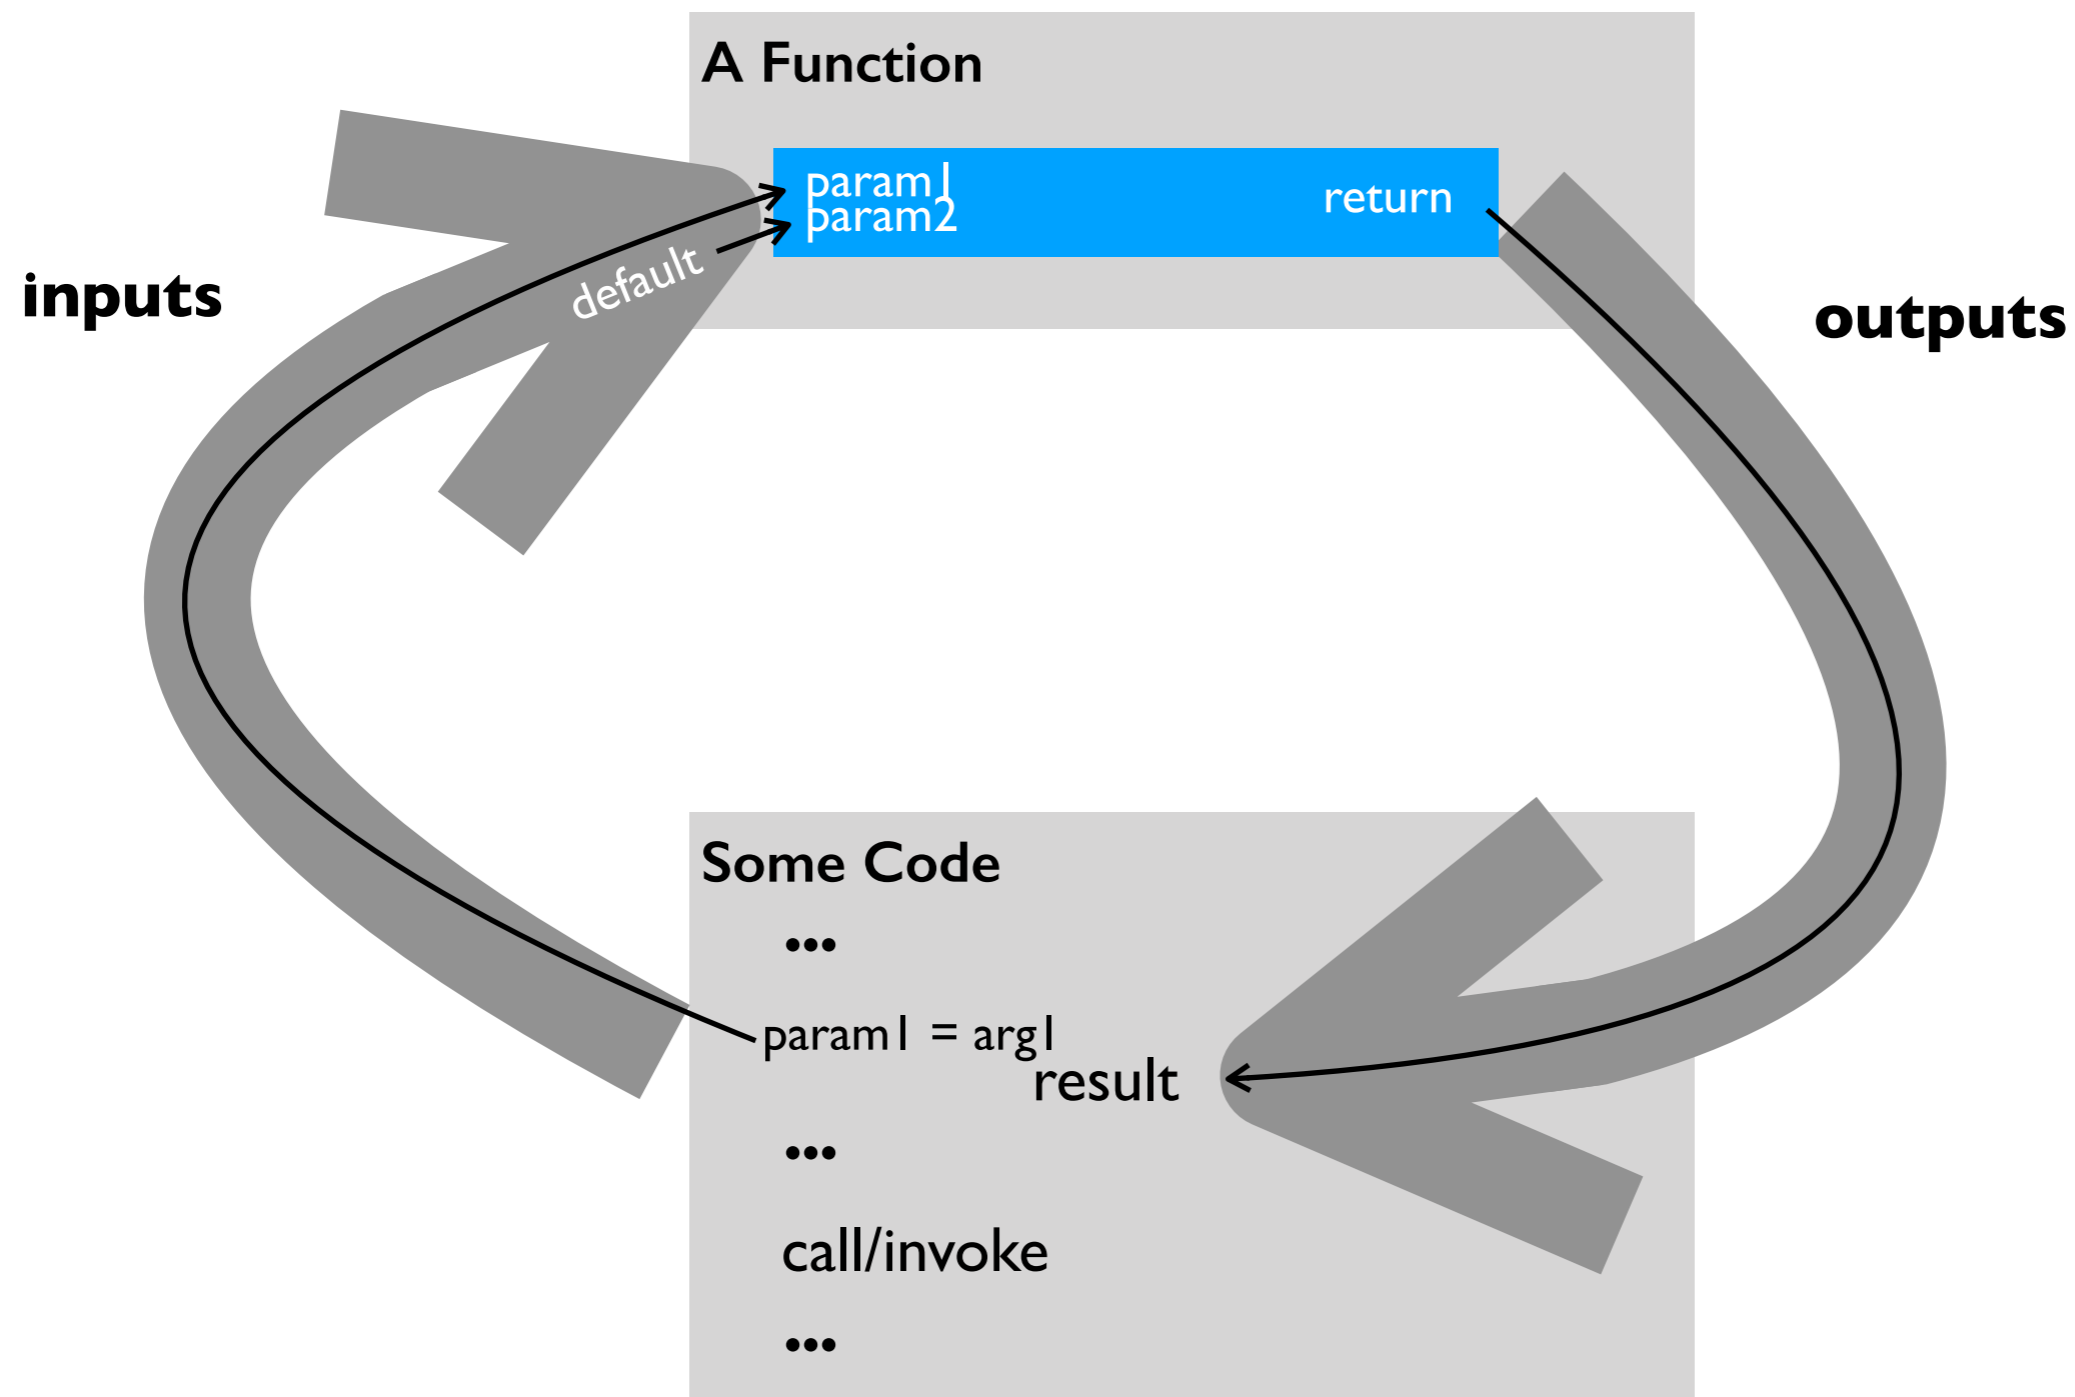 A Function
param1
param2
return
default
inputs
outputs
Some Code
...
param1 = arg1
result
...
call/invoke
...